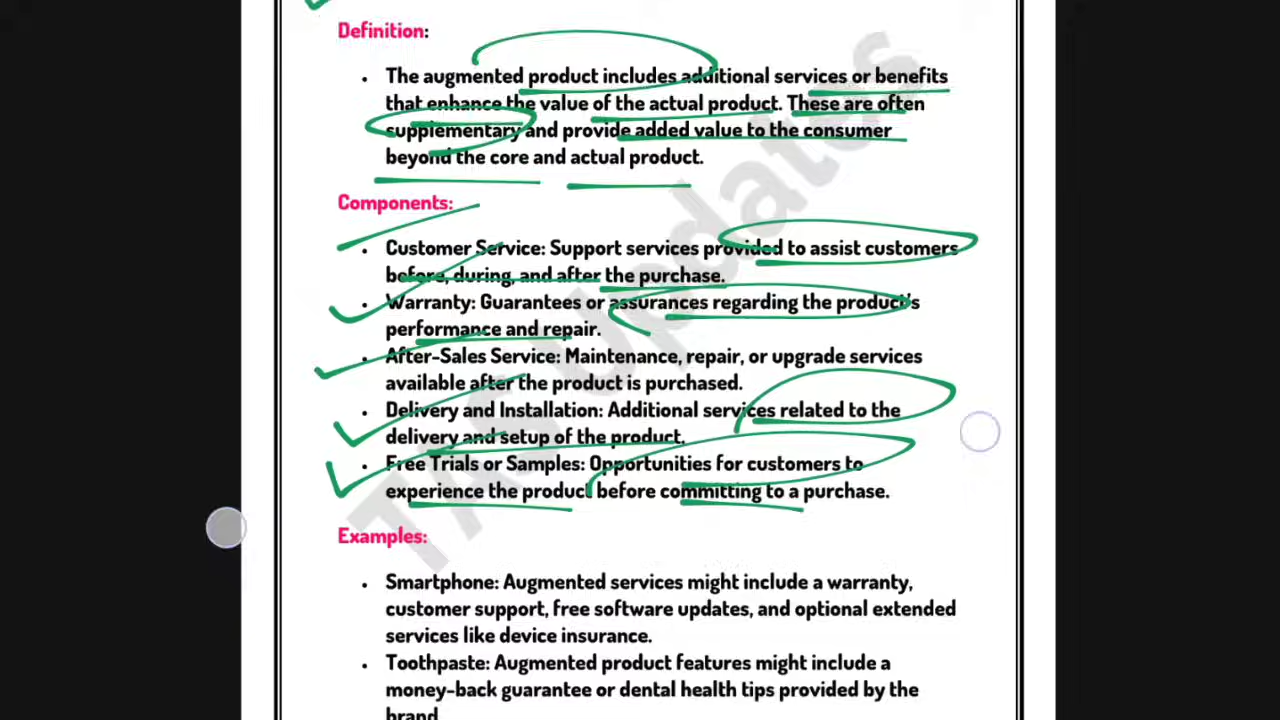 Definition:
• The augmented product includes additional services or benefits
that enhance the value of the actual product. These are often
supplementary and provide added value to the consumer
beyond the core and actual product.
Components:
• Customer Service: Support services provided to assist customers
before, during, and after the purchase.
• Warranty: Guarantees or assurances regarding the product's
performance and repair.
• After-Sales Service: Maintenance, repair, or upgrade services
available after the product is purchased.
• Delivery and Installation: Additional services related to the
delivery and setup of the product.
• Free Trials or Samples: Opportunities for customers to
experience the product before committing to a purchase.
Examples:
• Smartphone: Augmented services might include a warranty,
customer support, free software updates, and optional extended
services like device insurance.
• Toothpaste: Augmented product features might include a
money-back guarantee or dental health tips provided by the
brand.
TAS Updates